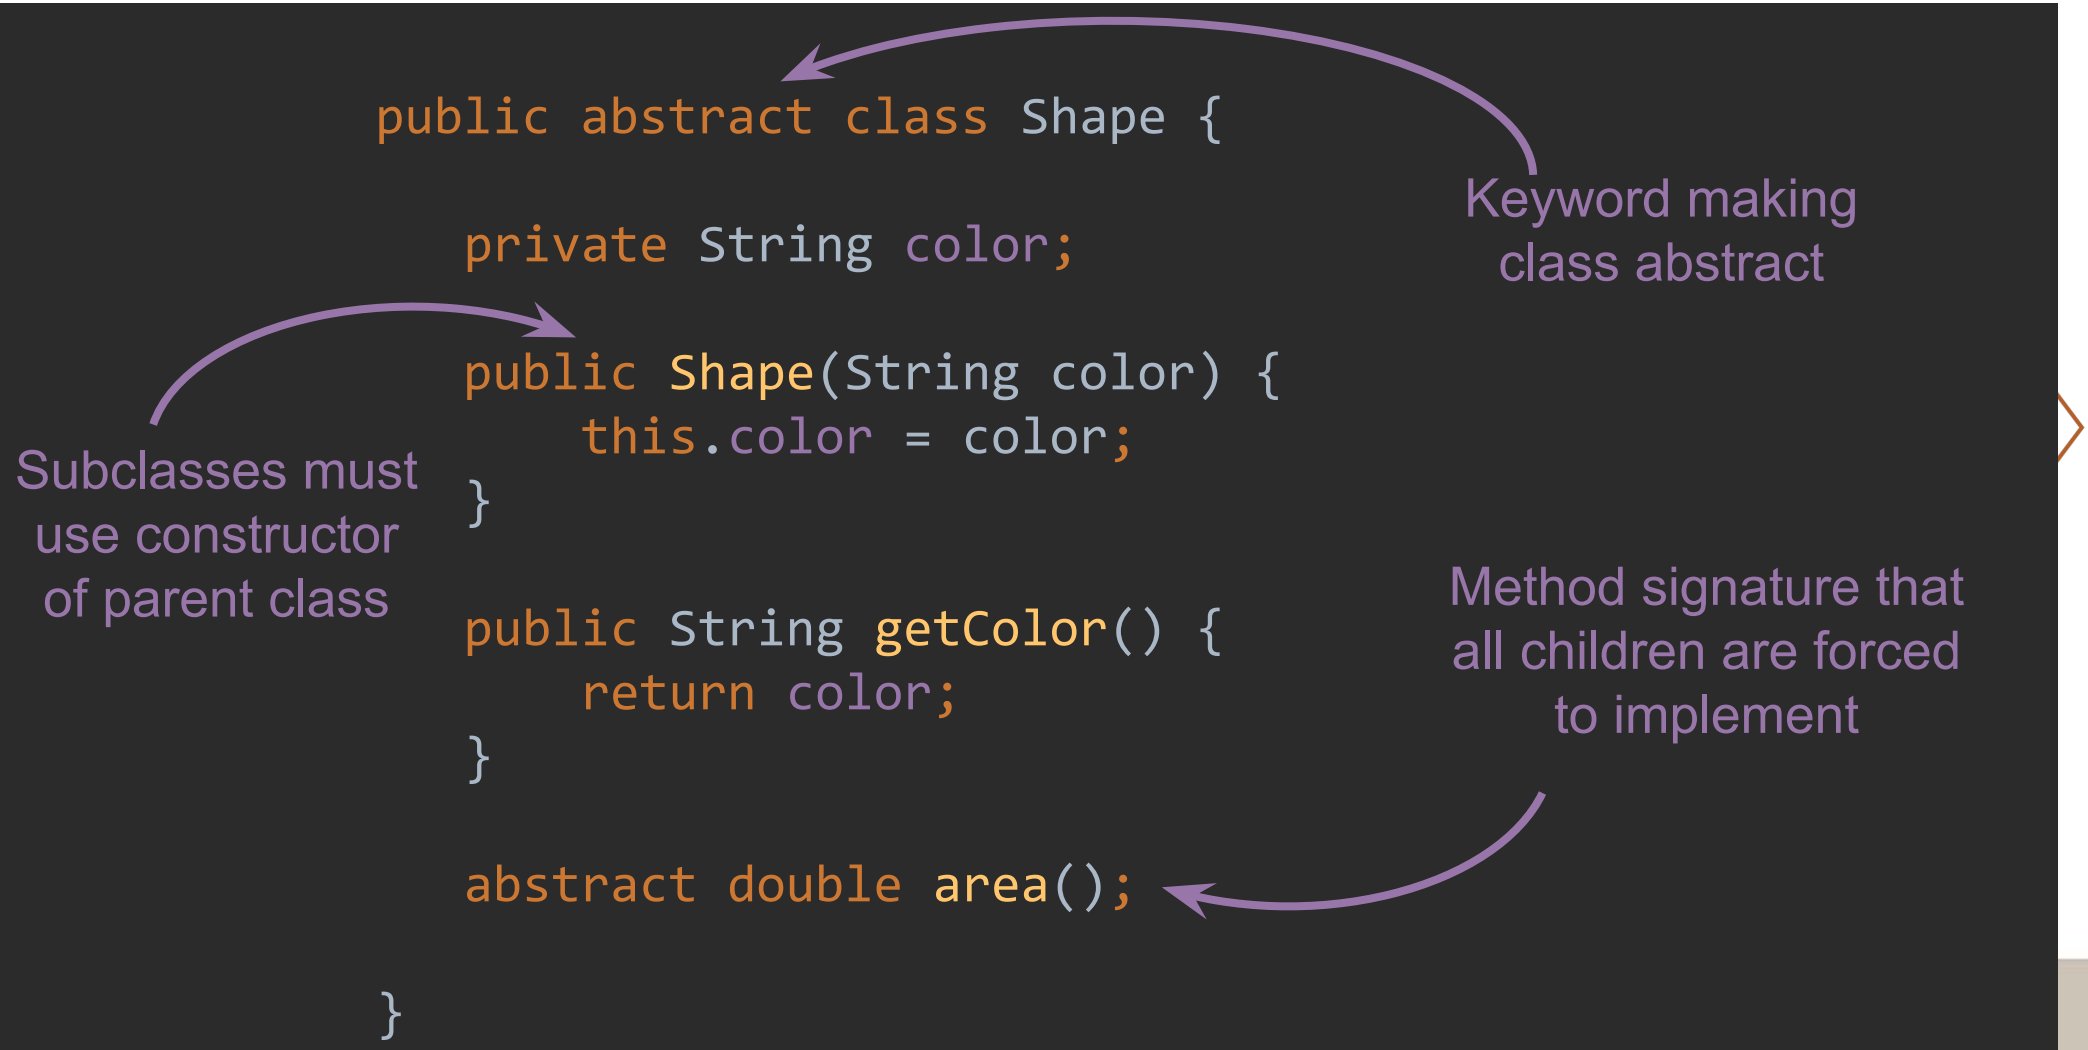 public abstract class Shape {
private String color;
public Shape(String color) {
this.color = color;
}
public String getColor() {
return color;
}
abstract double area();
}
Keyword making
class abstract
Subclasses must
use constructor
of parent class
Method signature that
all children are forced
to implement